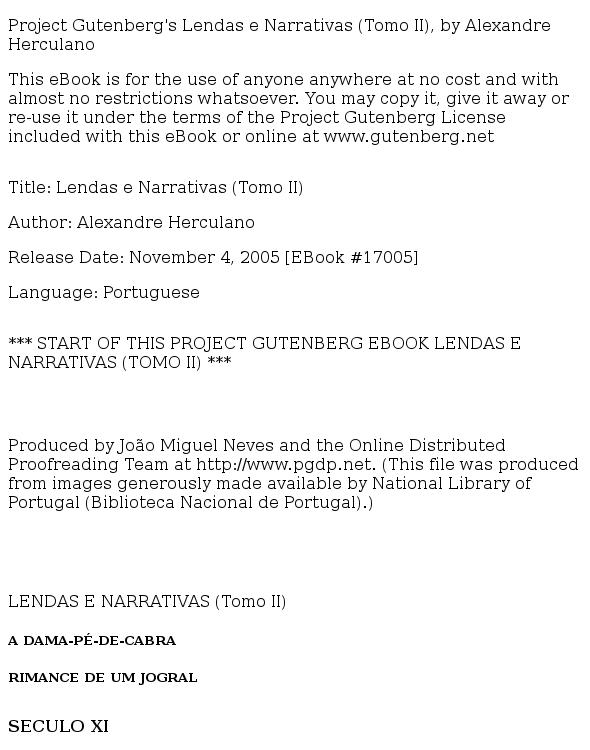 Project Gutenberg's Lendas e Narrativas (Tomo II), by Alexandre
Herculano
This eBook is for the use of anyone anywhere at no cost and with
almost no restrictions whatsoever. You may copy it, give it away or
re-use it under the terms of the Project Gutenberg License
included with this eBook or online at www.gutenberg.net
Title: Lendas e Narrativas (Tomo II)
Author: Alexandre Herculano
Release Date: November 4, 2005 [EBook #17005]
Language: Portuguese
*** START OF THIS PROJECT GUTENBERG EBOOK LENDAS E
NARRATIVAS (TOMO II) ***
Produced by João Miguel Neves and the Online Distributed
Proofreading Team at http://www.pgdp.net. (This file was produced
from images generously made available by National Library of
Portugal (Biblioteca Nacional de Portugal).)
LENDAS E NARRATIVAS (Tomo II)
A DAMA-PÉ-DE-CABRA
RIMANCE DE UM JOGRAL
SECULO XI